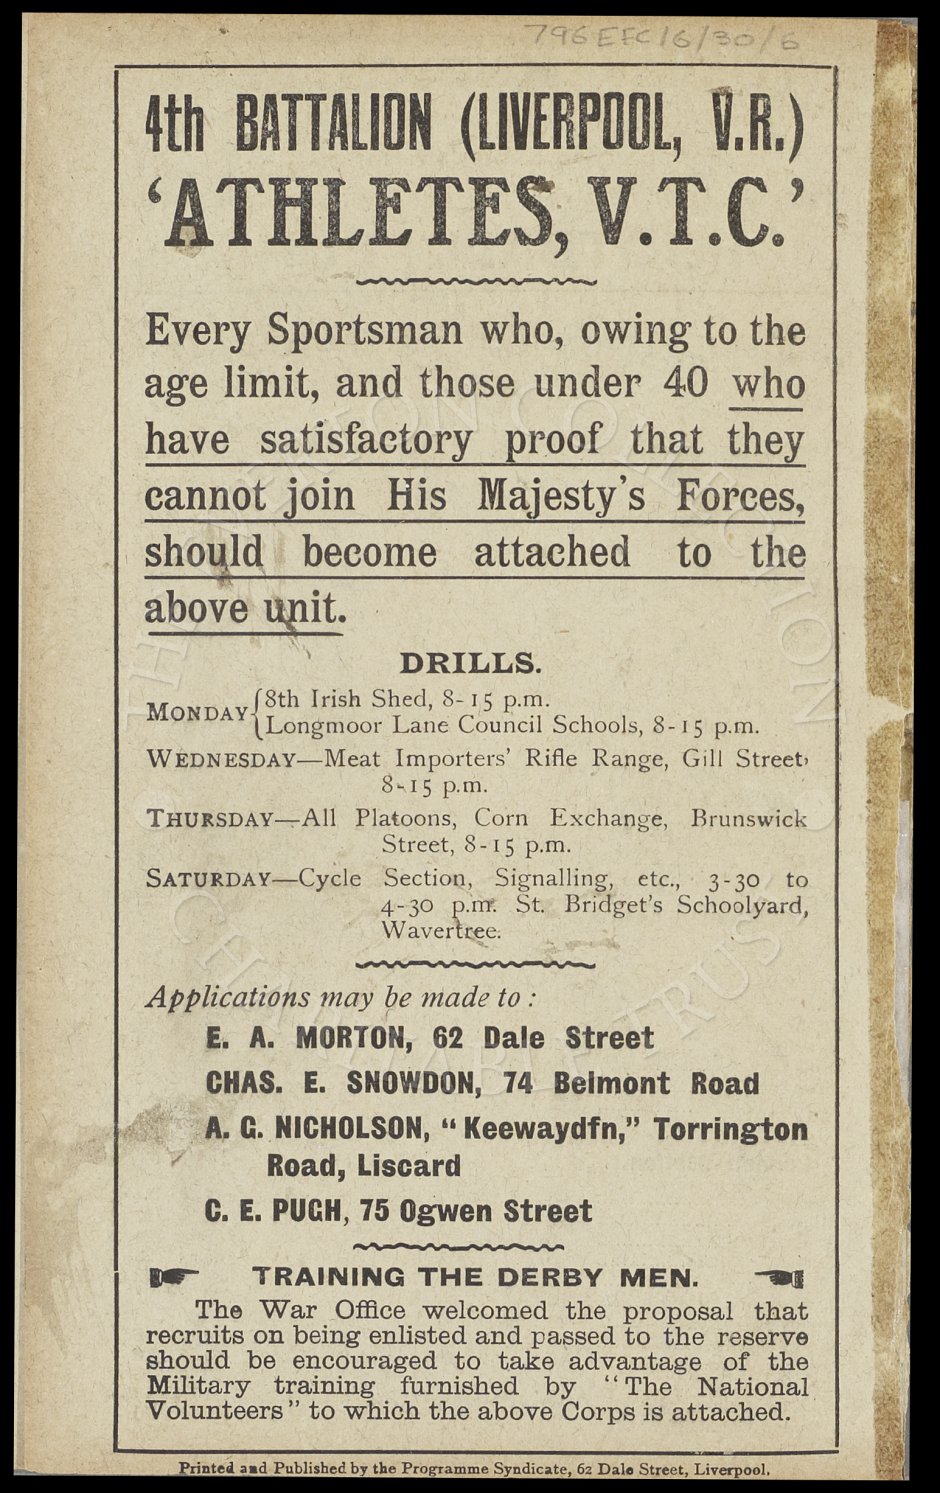 796EFC/6/30/6
4th BATTALION (LIVERPOOL, V.R.)
'ATHLETES, V.T.C.'
Every Sportsman who, owing to the
age limit, and those under 40 who
have satisfactory proof that they
cannot join His Majesty's Forces,
should become attached to the
above unit.
DRILLS.
MONDAY { 8th Irish Shed, 8-15 p.m.
Longmoor Lane Council Schools, 8-15 p.m.
WEDNESDAY—Meat Importers' Rifle Range, Gill Street,
8-15 p.m.
THURSDAY—All Platoons, Corn Exchange, Brunswick
Street, 8-15 p.m.
SATURDAY—Cycle Section, Signalling, etc., 3-30 to
4-30 p.m. St. Bridget's Schoolyard,
Wavertree.
Applications may be made to :
E. A. MORTON, 62 Dale Street
CHAS. E. SNOWDON, 74 Belmont Road
A. G. NICHOLSON, "Keewaydfn," Torrington
Road, Liscard
C. E. PUGH, 75 Ogwen Street
TRAINING THE DERBY MEN.
The War Office welcomed the proposal that
recruits on being enlisted and passed to the reserve
should be encouraged to take advantage of the
Military training furnished by "The National
Volunteers" to which the above Corps is attached.
Printed and Published by the Programme Syndicate, 62 Dale Street, Liverpool.
THE EVERTON COLLECTION
CHARITABLE TRUST